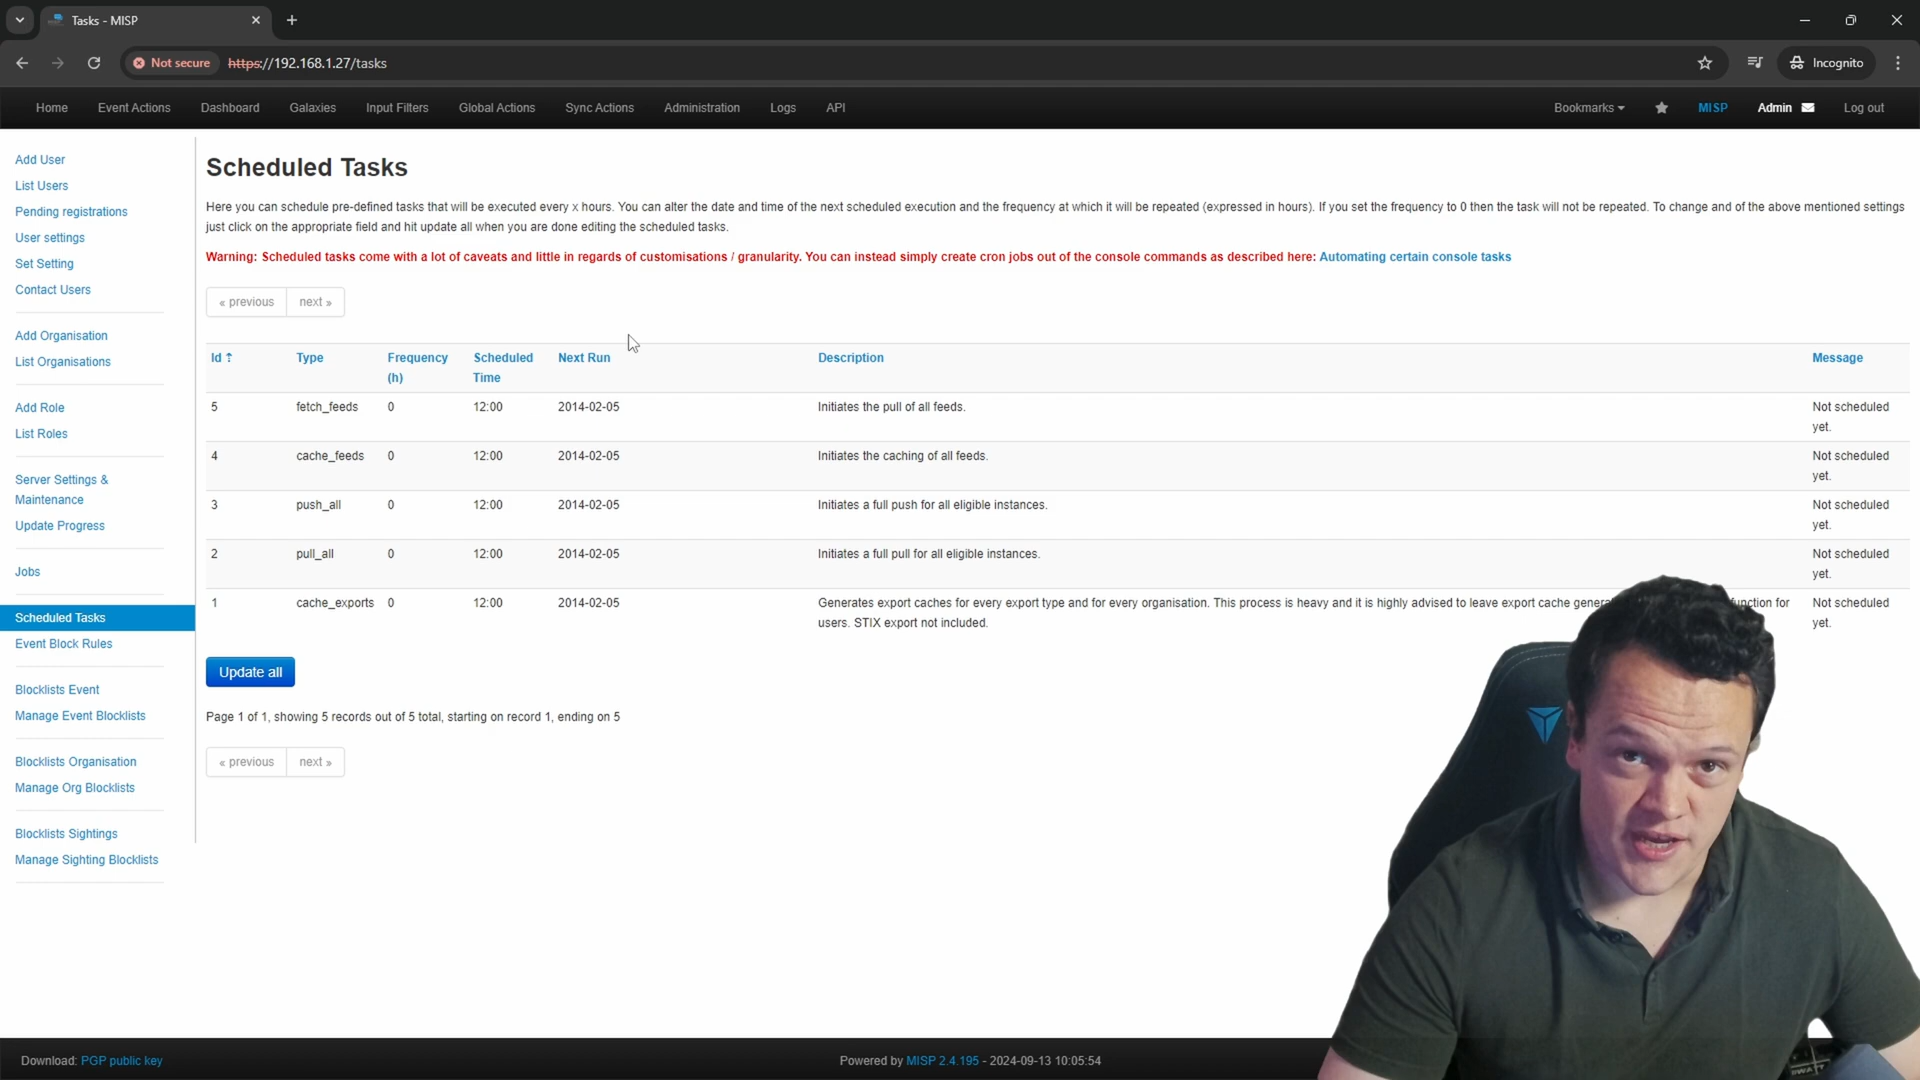 Tasks - MISP
Not secure
https://192.168.1.27/tasks
Incognito
Home
Event Actions
Dashboard
Galaxies
Input Filters
Global Actions
Sync Actions
Administration
Logs
API
Bookmarks
MISP
Admin
Log out
Add User
List Users
Pending registrations
User settings
Set Setting
Contact Users
Add Organisation
List Organisations
Add Role
List Roles
Server Settings &
Maintenance
Update Progress
Jobs
Scheduled Tasks
Event Block Rules
Blocklists Event
Manage Event Blocklists
Blocklists Organisation
Manage Org Blocklists
Blocklists Sightings
Manage Sighting Blocklists
Scheduled Tasks
Here you can schedule pre-defined tasks that will be executed every x hours. You can alter the date and time of the next scheduled execution and the frequency at which it will be repeated (expressed in hours). If you set the frequency to 0 then the task will not be repeated. To change and of the above mentioned settings
just click on the appropriate field and hit update all when you are done editing the scheduled tasks.
Warning: Scheduled tasks come with a lot of caveats and little in regards of customisations / granularity. You can instead simply create cron jobs out of the console commands as described here: Automating certain console tasks
« previous next »
Id ↑ Type Frequency (h) Scheduled Time Next Run Description Message
5 fetch_feeds 0 12:00 2014-02-05 Initiates the pull of all feeds. Not scheduled yet.
4 cache_feeds 0 12:00 2014-02-05 Initiates the caching of all feeds. Not scheduled yet.
3 push_all 0 12:00 2014-02-05 Initiates a full push for all eligible instances. Not scheduled yet.
2 pull_all 0 12:00 2014-02-05 Initiates a full pull for all eligible instances. Not scheduled yet.
1 cache_exports 0 12:00 2014-02-05 Generates export caches for every export type and for every organisation. This process is heavy and it is highly advised to leave export cache for Not scheduled yet.
users. STIX export not included.
Update all
Page 1 of 1, showing 5 records out of 5 total, starting on record 1, ending on 5
« previous next »
Download: PGP public key
Powered by MISP 2.4.195 - 2024-09-13 10:05:54